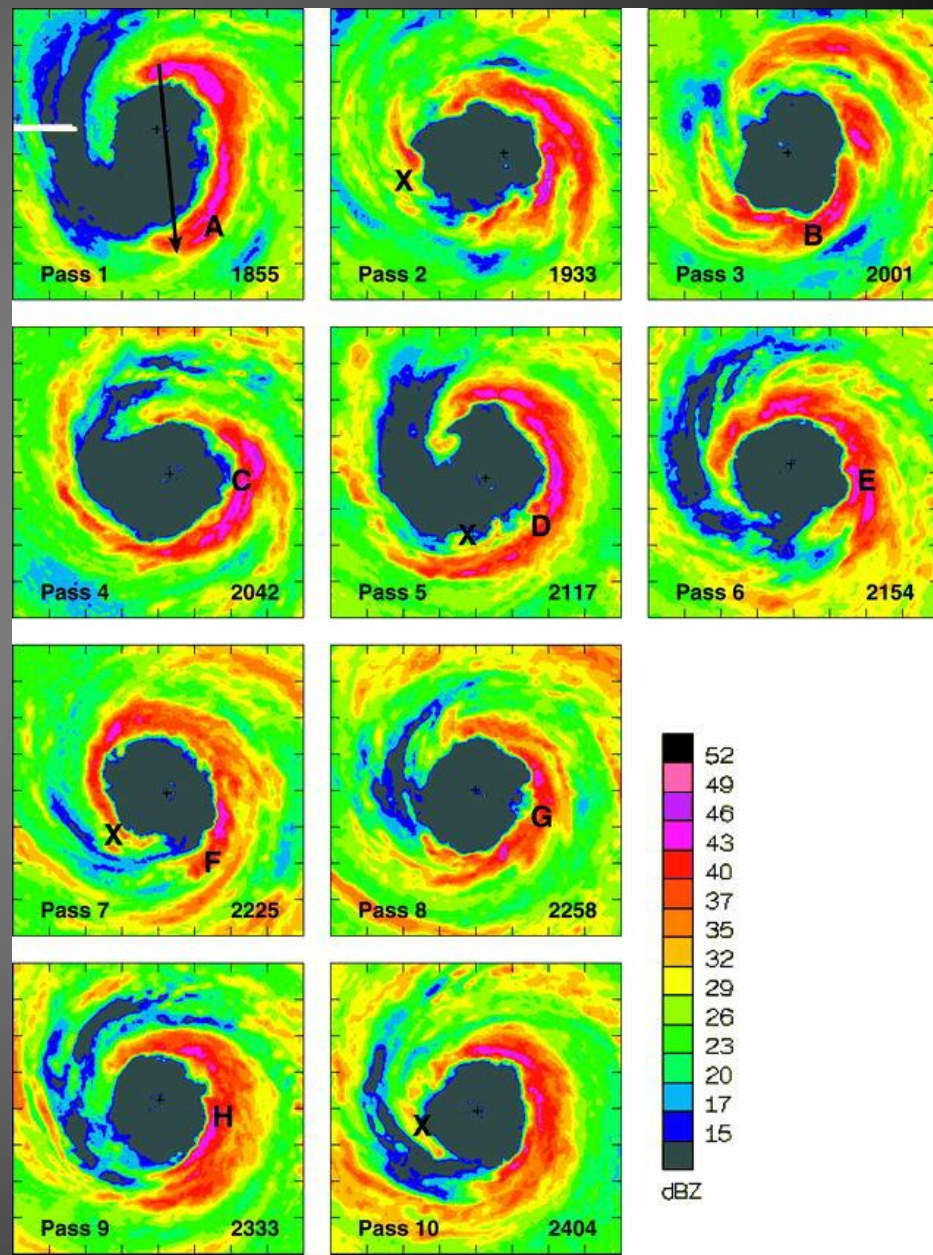 A
Pass 1 1855
X
Pass 2 1933
B
Pass 3 2001
C
Pass 4 2042
X D
Pass 5 2117
E
Pass 6 2154
X
F
Pass 7 2225
G
Pass 8 2258
52
49
46
43
40
37
35
32
29
26
23
20
17
15
dBZ
H
Pass 9 2333
X
Pass 10 2404